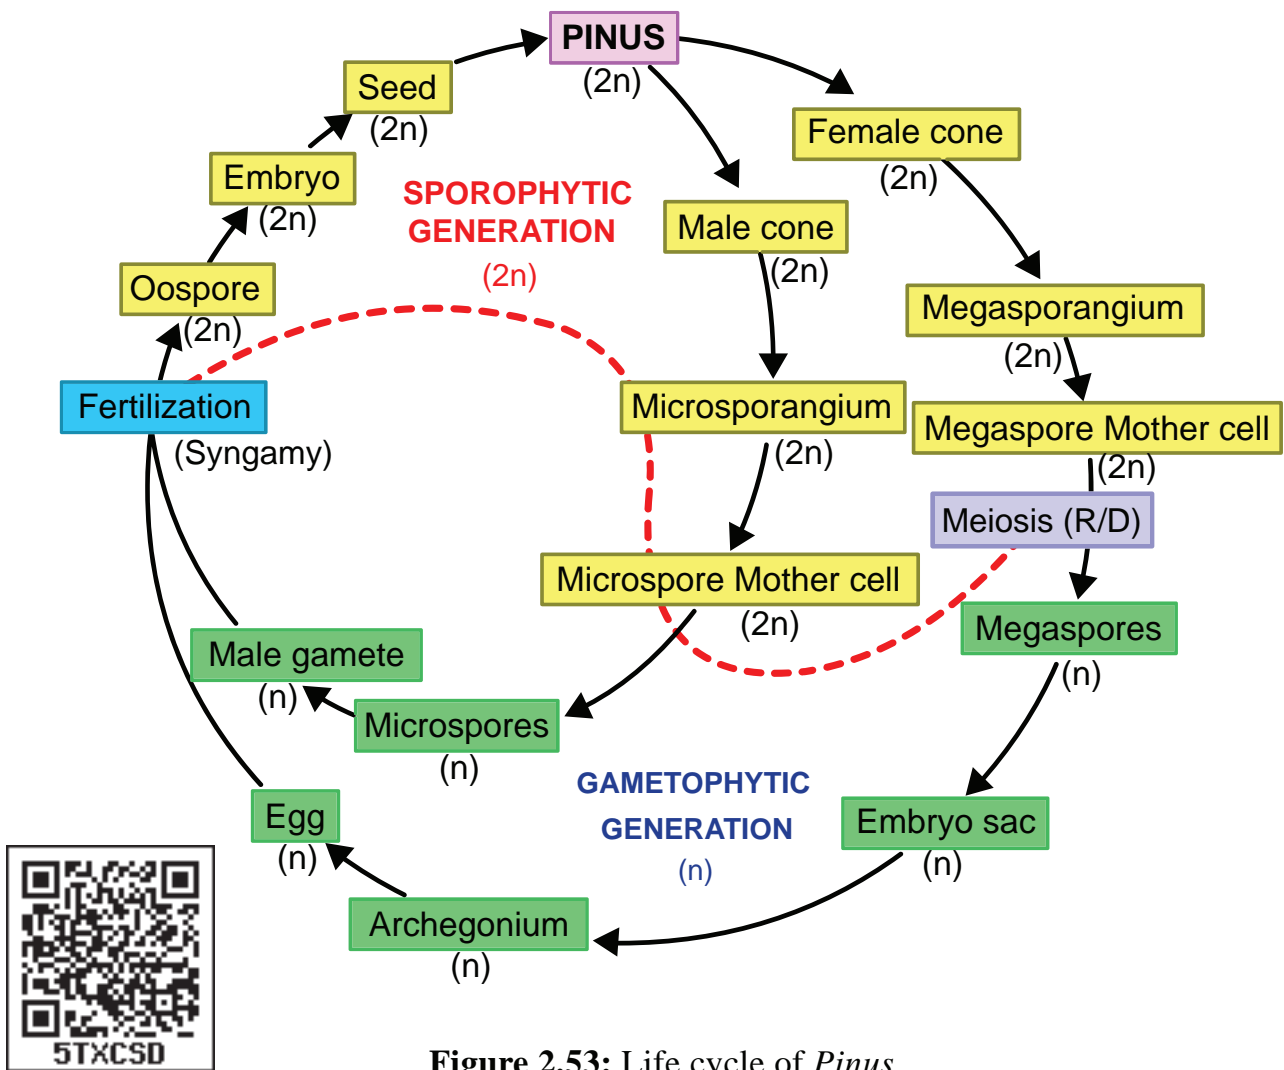 PINUS
(2n)
Seed
(2n)
Female cone
(2n)
Embryo
(2n)
SPOROPHYTIC
GENERATION
(2n)
Male cone
(2n)
Oospore
(2n)
Megasporangium
(2n)
Fertilization
(Syngamy)
Microsporangium
(2n)
Megaspore Mother cell
(2n)
Meiosis (R/D)
Microspore Mother cell
(2n)
Megaspores
(n)
Male gamete
(n)
Microspores
(n)
GAMETOPHYTIC
GENERATION
(n)
Egg
(n)
Embryo sac
(n)
Archegonium
(n)
5TXCSD
Figure 2.53: Life cycle of Pinus